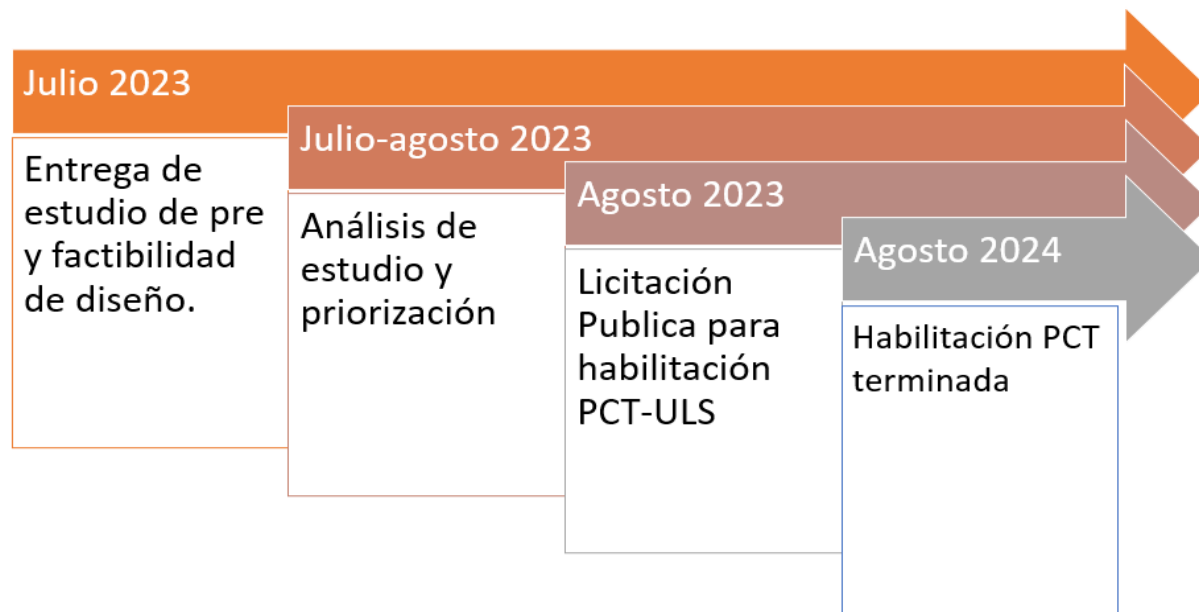 Julio 2023
Entrega de
estudio de pre
y factibilidad
de diseño.
Julio-agosto 2023
Análisis de
estudio y
priorización
Agosto 2023
Licitación
Publica para
habilitación
PCT-ULS
Agosto 2024
Habilitación PCT
terminada